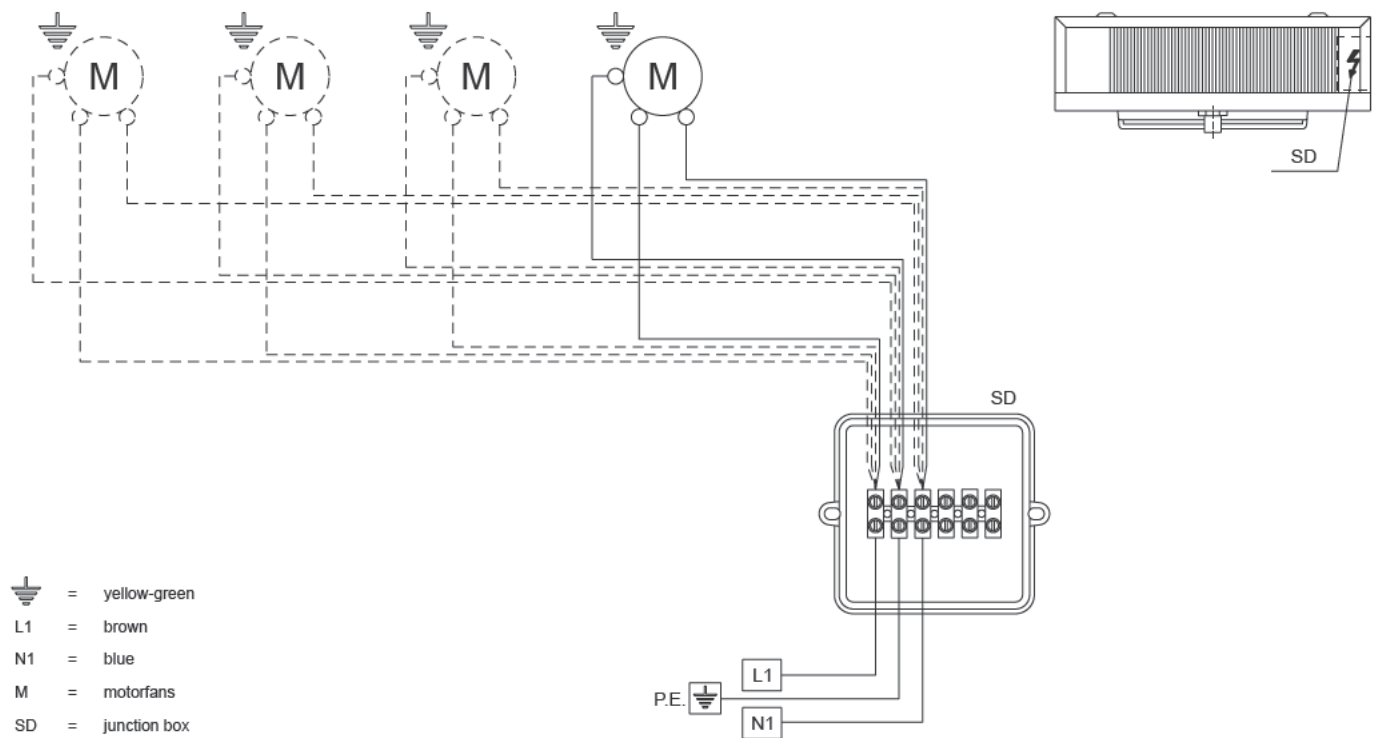 M M M M
SD
SD
= yellow-green
L1 = brown
N1 = blue
M = motorfans
SD = junction box
L1
P.E.
N1